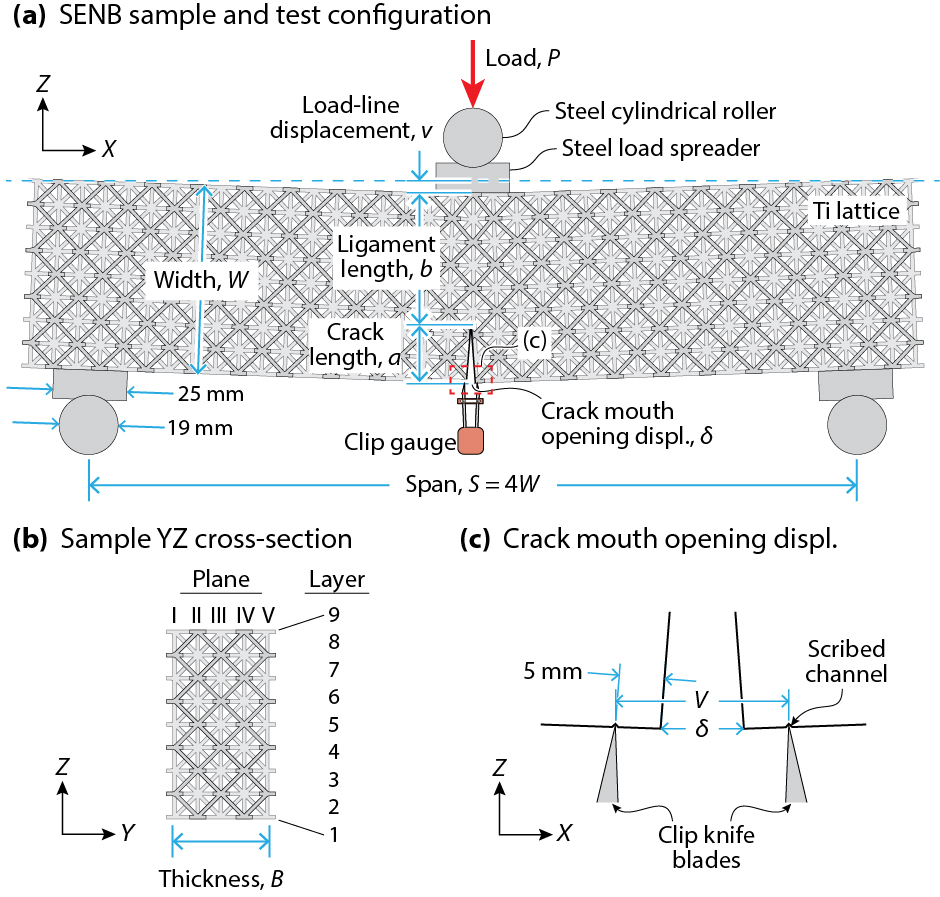 (a) SENB sample and test configuration
Load, P
Z
X
Load-line
displacement, v
Steel cylindrical roller
Steel load spreader
Ti lattice
Ligament
length, b
Width, W
Crack
length, a
(c)
25 mm
19 mm
Crack mouth
opening displ., δ
Clip gauge
Span, S = 4W
(b) Sample YZ cross-section
Plane
Layer
I II III IV V
9
8
7
6
5
4
3
2
1
Z
Y
Thickness, B
(c) Crack mouth opening displ.
Scribed
channel
5 mm
V
δ
Z
X
Clip knife
blades